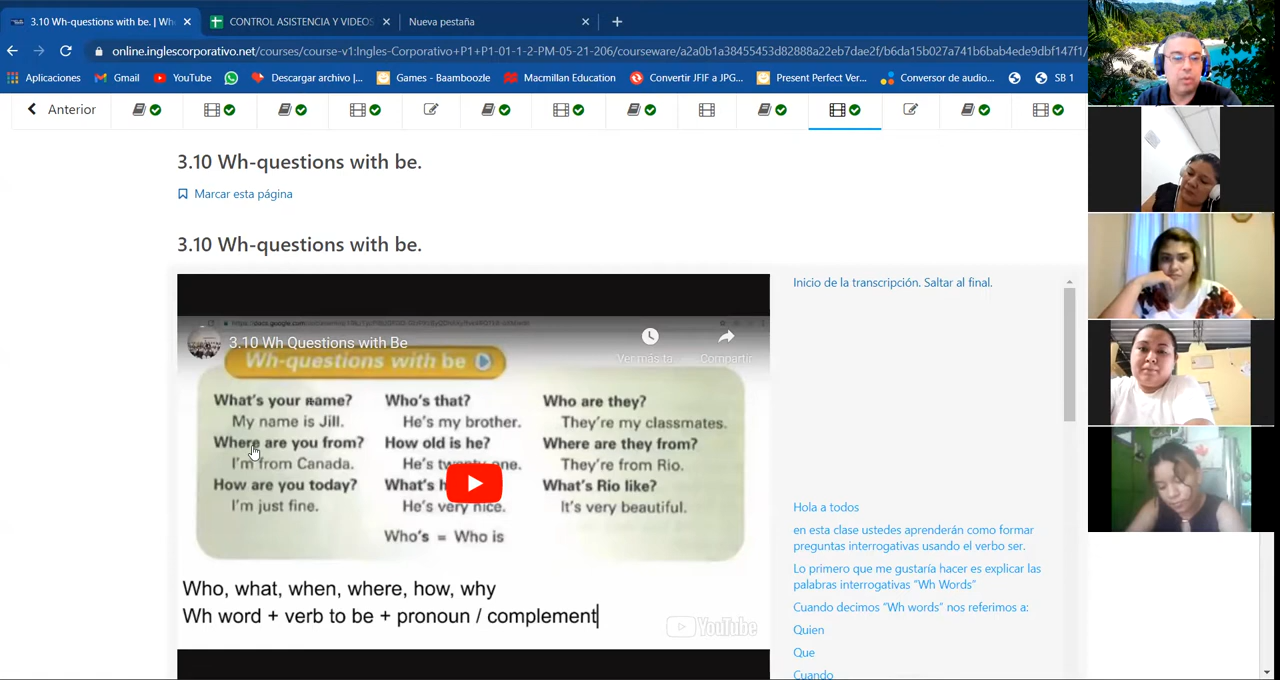 3.10 Wh-questions with be. | Wh
CONTROL ASISTENCIA Y VIDEOS
Nueva pestaña
online.inglescorporativo.net/courses/course-v1:Ingles-Corporativo+P1+P1-01-1-2-PM-05-21-206/courseware/a2a0b1a38455453d82888a22eb7dae2f/b6da15b027a741b6bab4ede9dbf147f1/
Aplicaciones
Gmail
YouTube
Descargar archivo |...
Games - Baamboozle
Macmillan Education
Convertir JFIF a JPG...
Present Perfect Ver...
Conversor de audio...
SB 1
Anterior
3.10 Wh-questions with be.
Marcar esta página
3.10 Wh-questions with be.
3.10 Wh Questions with Be
Ver más ta...
Compartir
Wh-questions with be
What's your name?
My name is Jill.
Where are you from?
I'm from Canada.
How are you today?
I'm just fine.
Who's that?
He's my brother.
How old is he?
He's twenty-one.
What's h
He's very nice.
Who's = Who is
Who are they?
They're my classmates.
Where are they from?
They're from Rio.
What's Rio like?
It's very beautiful.
Who, what, when, where, how, why
Wh word + verb to be + pronoun / complement
YouTube
Inicio de la transcripción. Saltar al final.
Hola a todos
en esta clase ustedes aprenderán como formar
preguntas interrogativas usando el verbo ser.
Lo primero que me gustaría hacer es explicar las
palabras interrogativas "Wh Words"
Cuando decimos "Wh words" nos referimos a:
Quien
Que
Cuando